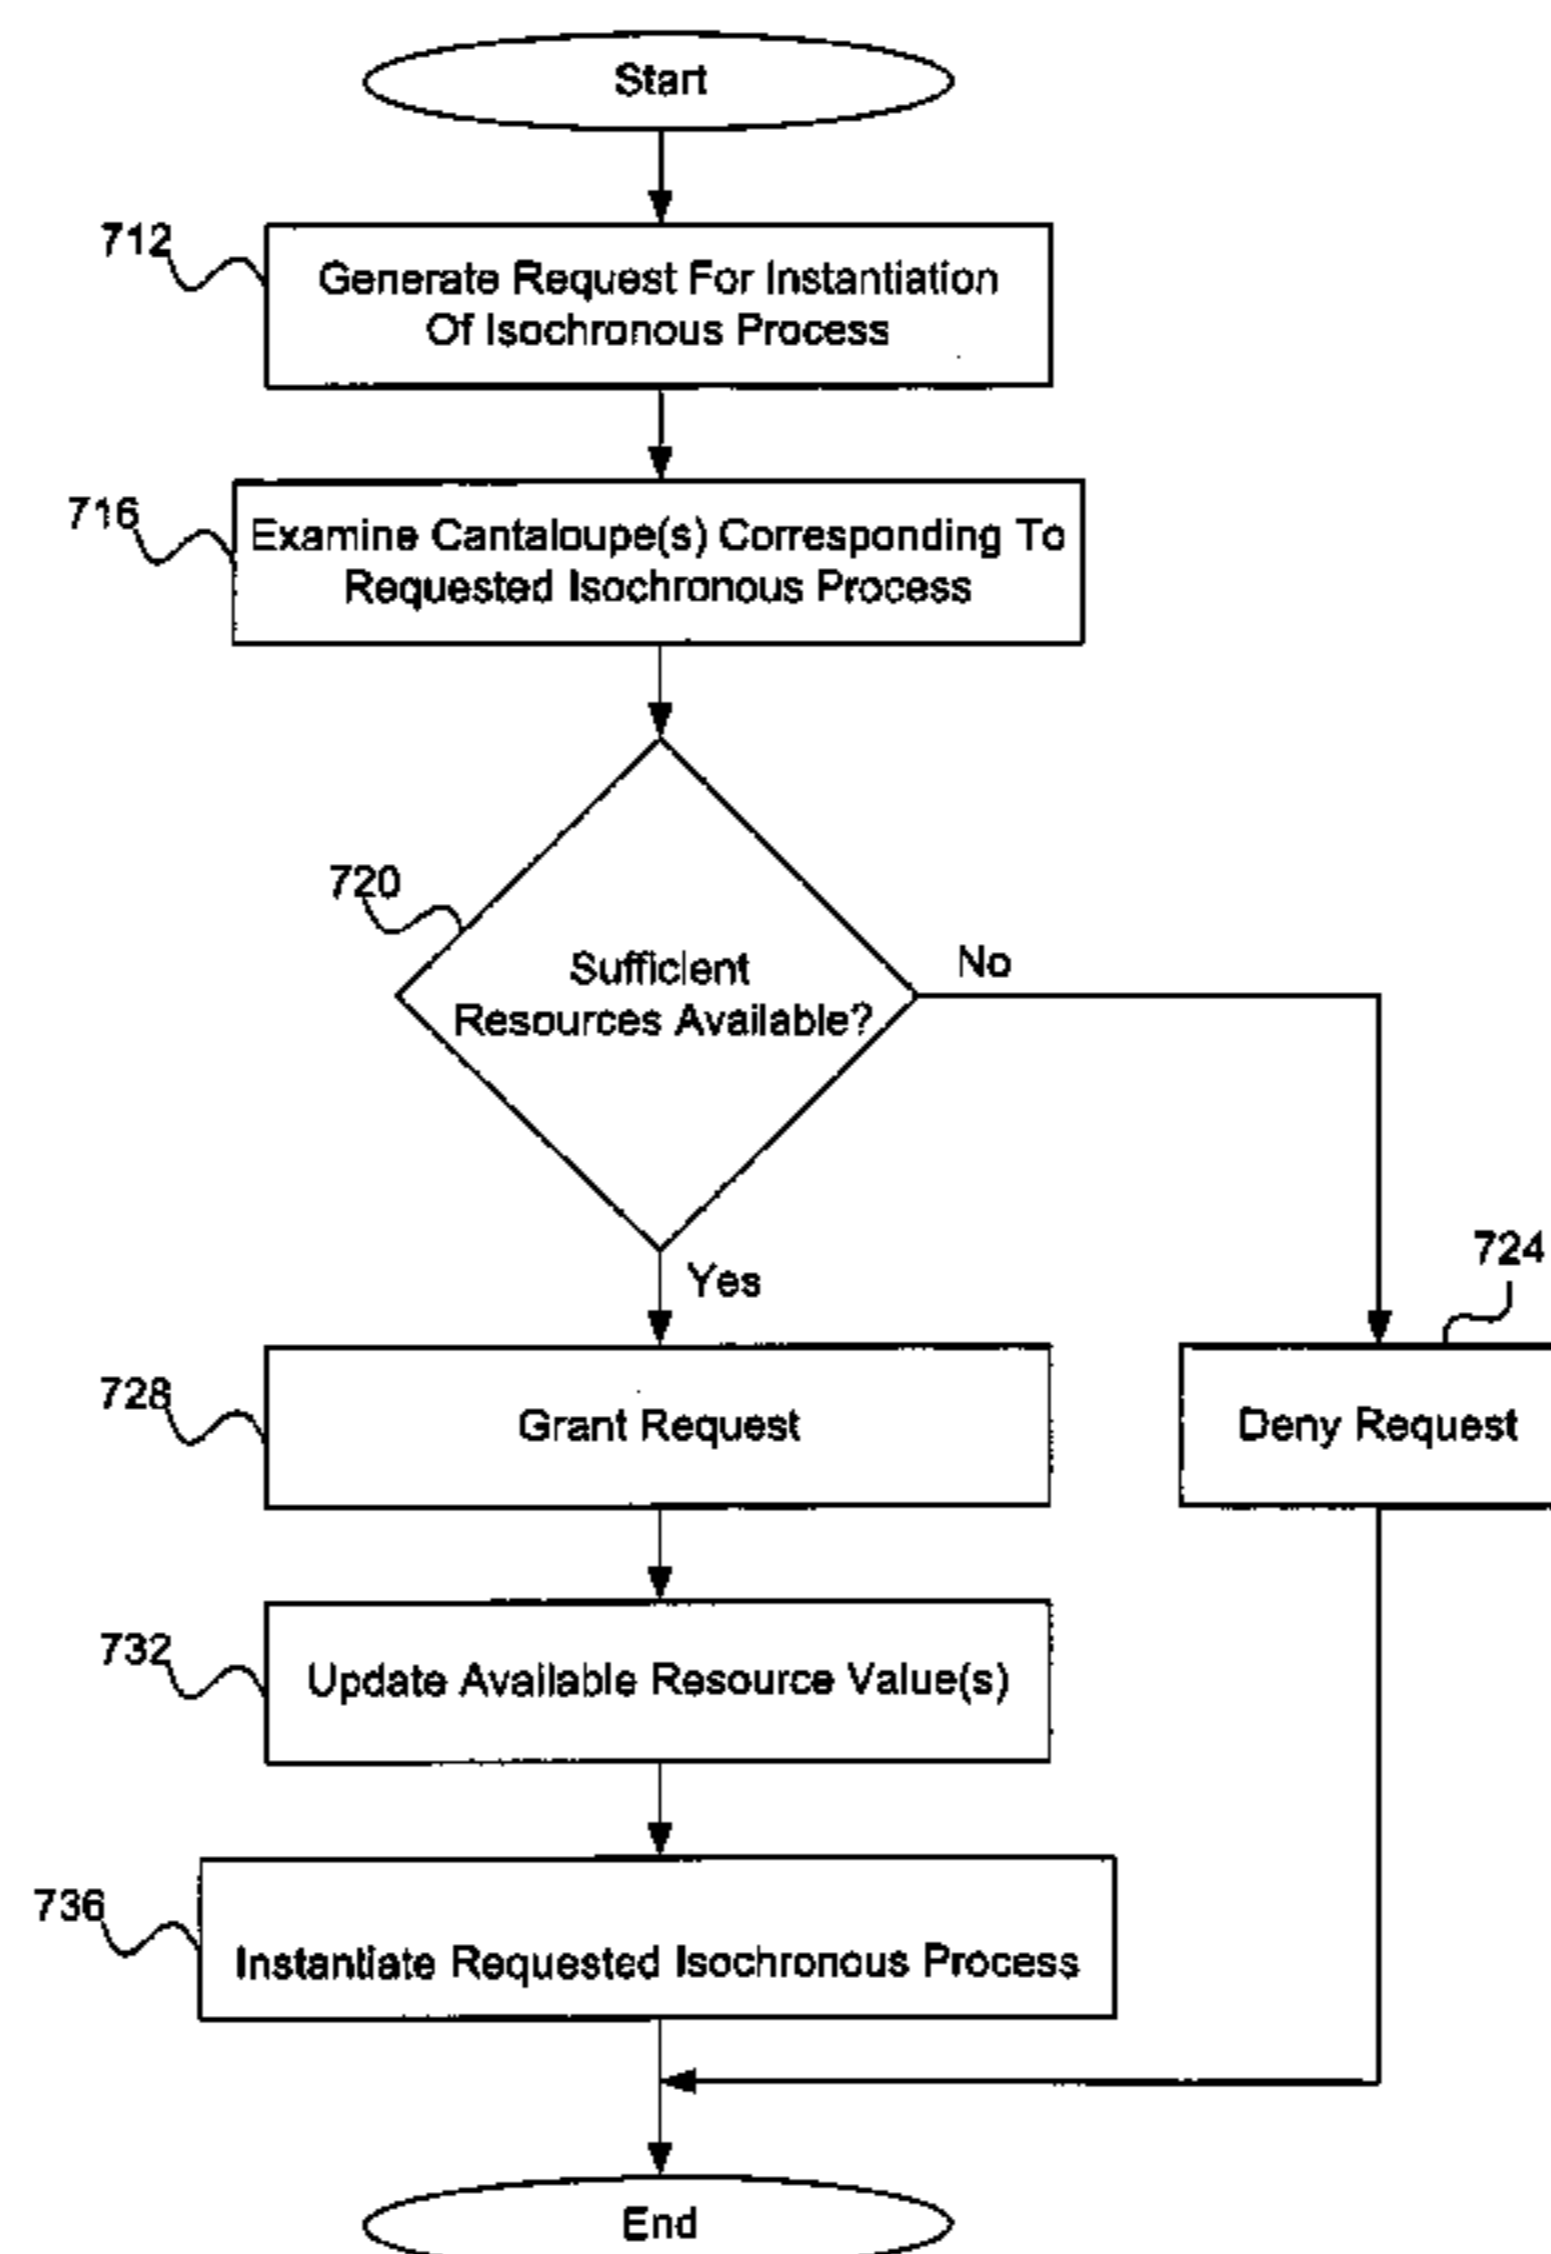 Start
712
Generate Request For Instantiation
Of Isochronous Process
716
Examine Cantaloupe(s) Corresponding To
Requested Isochronous Process
720
Sufficient
Resources Available?
No
Yes
724
728
Grant Request
Deny Request
732
Update Available Resource Value(s)
736
Instantiate Requested Isochronous Process
End